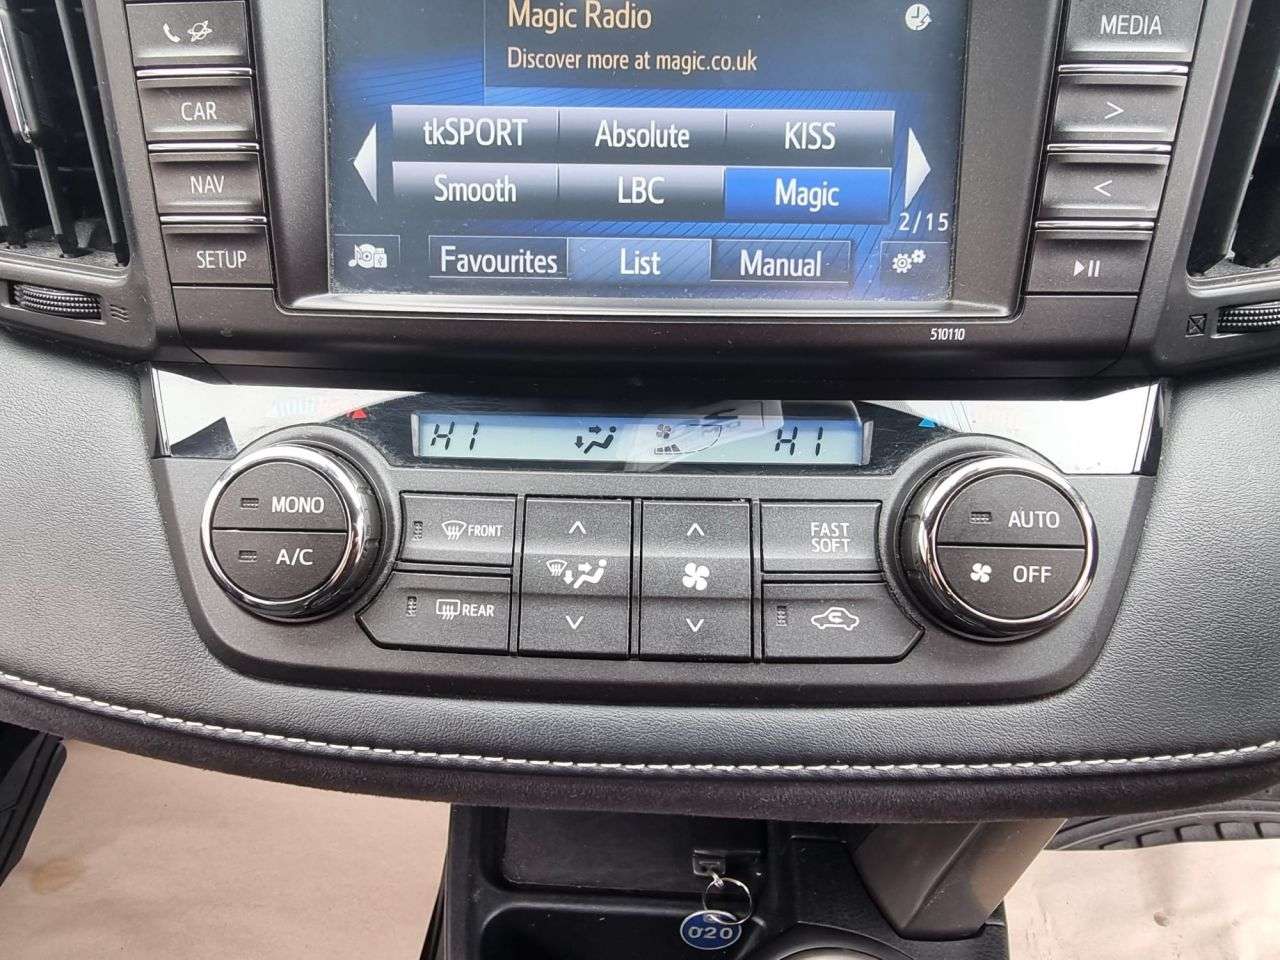 Magic Radio
Discover more at magic.co.uk
MEDIA
CAR
NAV
SETUP
tkSPORT Absolute KISS
Smooth LBC Magic
2/15
Favourites List Manual
>
<
510110
HI HI
MONO
A/C
FRONT
REAR
FAST
SOFT
AUTO
OFF
020